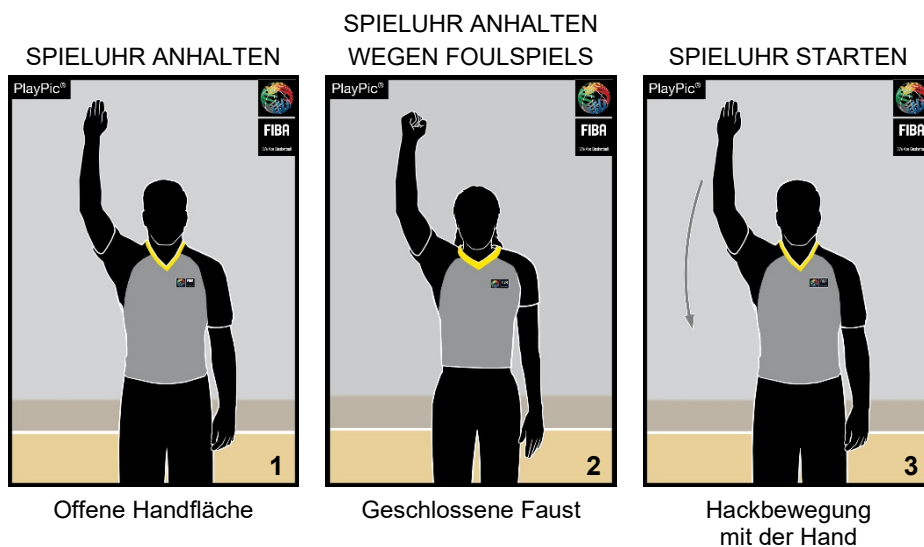 SPIELUHR ANHALTEN
PlayPic®
FIBA
1
Offene Handfläche
SPIELUHR ANHALTEN
WEGEN FOULSPIELS
PlayPic®
FIBA
2
Geschlossene Faust
SPIELUHR STARTEN
PlayPic®
FIBA
3
Hackbewegung
mit der Hand